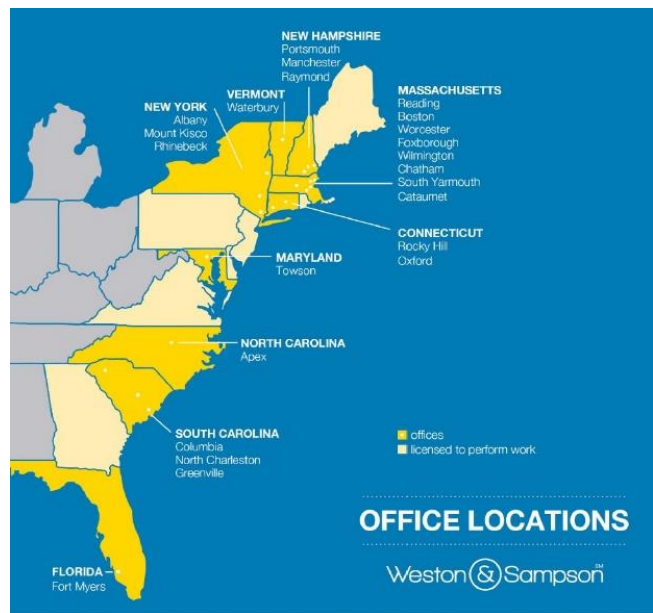 NEW HAMPSHIRE
Portsmouth
Manchester
Raymond
VERMONT
Waterbury
NEW YORK
Albany
Mount Kisco
Rhinebeck
MASSACHUSETTS
Reading
Boston
Worcester
Foxborough
Wilmington
Chatham
South Yarmouth
Cataumet
CONNECTICUT
Rocky Hill
Oxford
MARYLAND
Towson
NORTH CAROLINA
Apex
SOUTH CAROLINA
Columbia
North Charleston
Greenville
offices
licensed to perform work
OFFICE LOCATIONS
Weston & Sampson℠
FLORIDA
Fort Myers